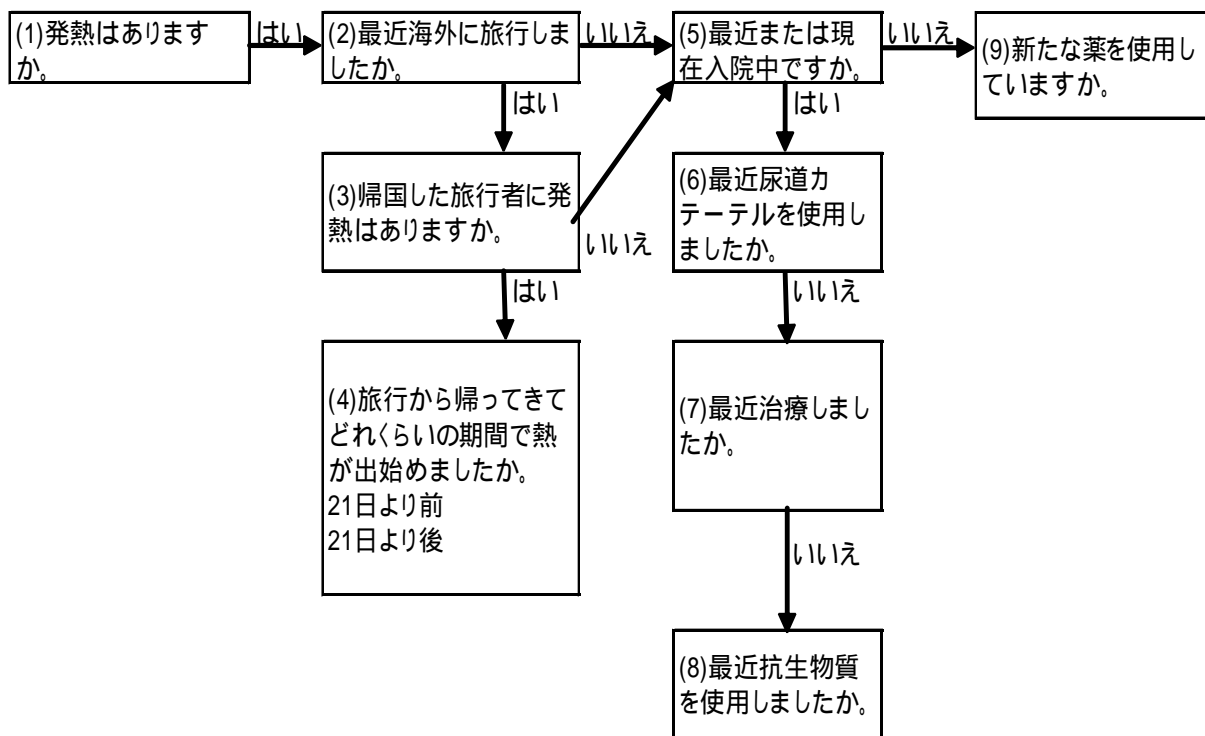 (1)発熱はあります
か。
はい
(2)最近海外に旅行しま
したか。
いいえ
(5)最近または現
在入院中ですか。
いいえ
(9)新たな薬を使用し
ていますか。
はい
はい
(3)帰国した旅行者に発
熱はありますか。
いいえ
(6)最近尿道カ
テーテルを使用し
ましたか。
はい
いいえ
(4)旅行から帰ってきて
どれくらいの期間で熱
が出始めましたか。
21日より前
21日より後
(7)最近治療しまし
たか。
いいえ
(8)最近抗生物質
を使用しましたか。